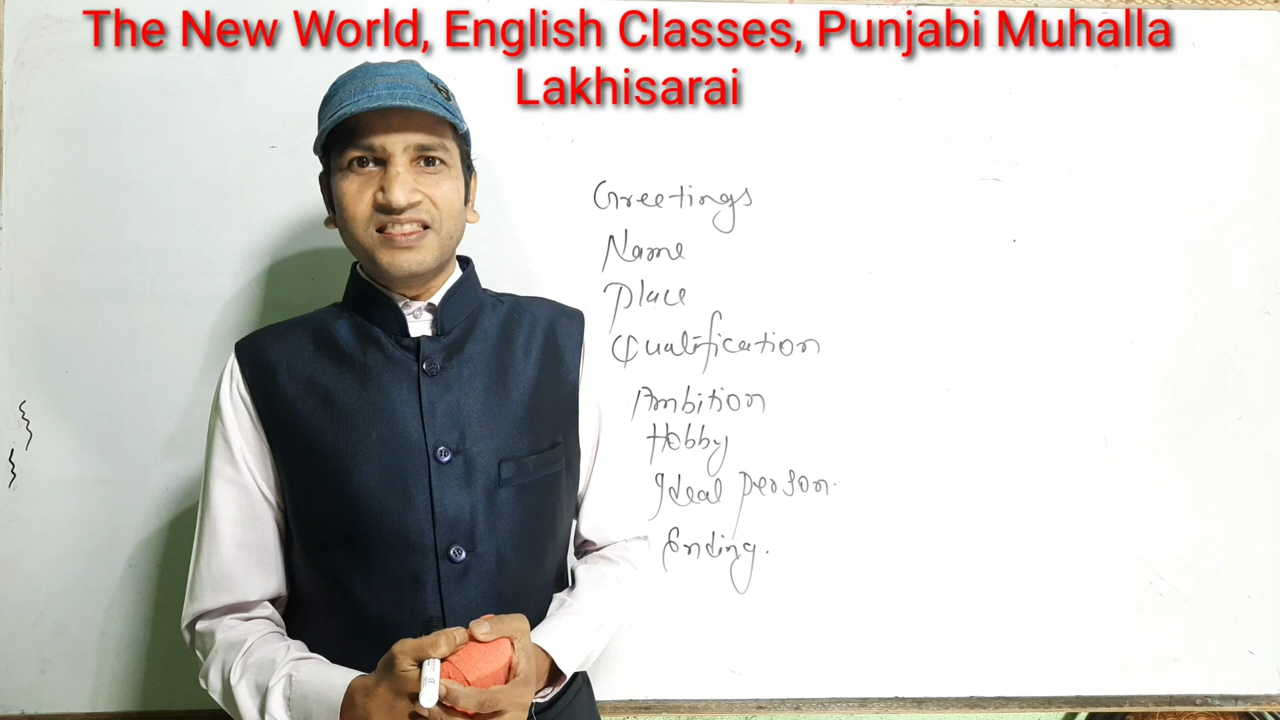 The New World, English Classes, Punjabi Muhalla
Lakhisarai
Greetings
Name
Place
Qualification
Ambition
Hobby
Ideal person.
Ending.